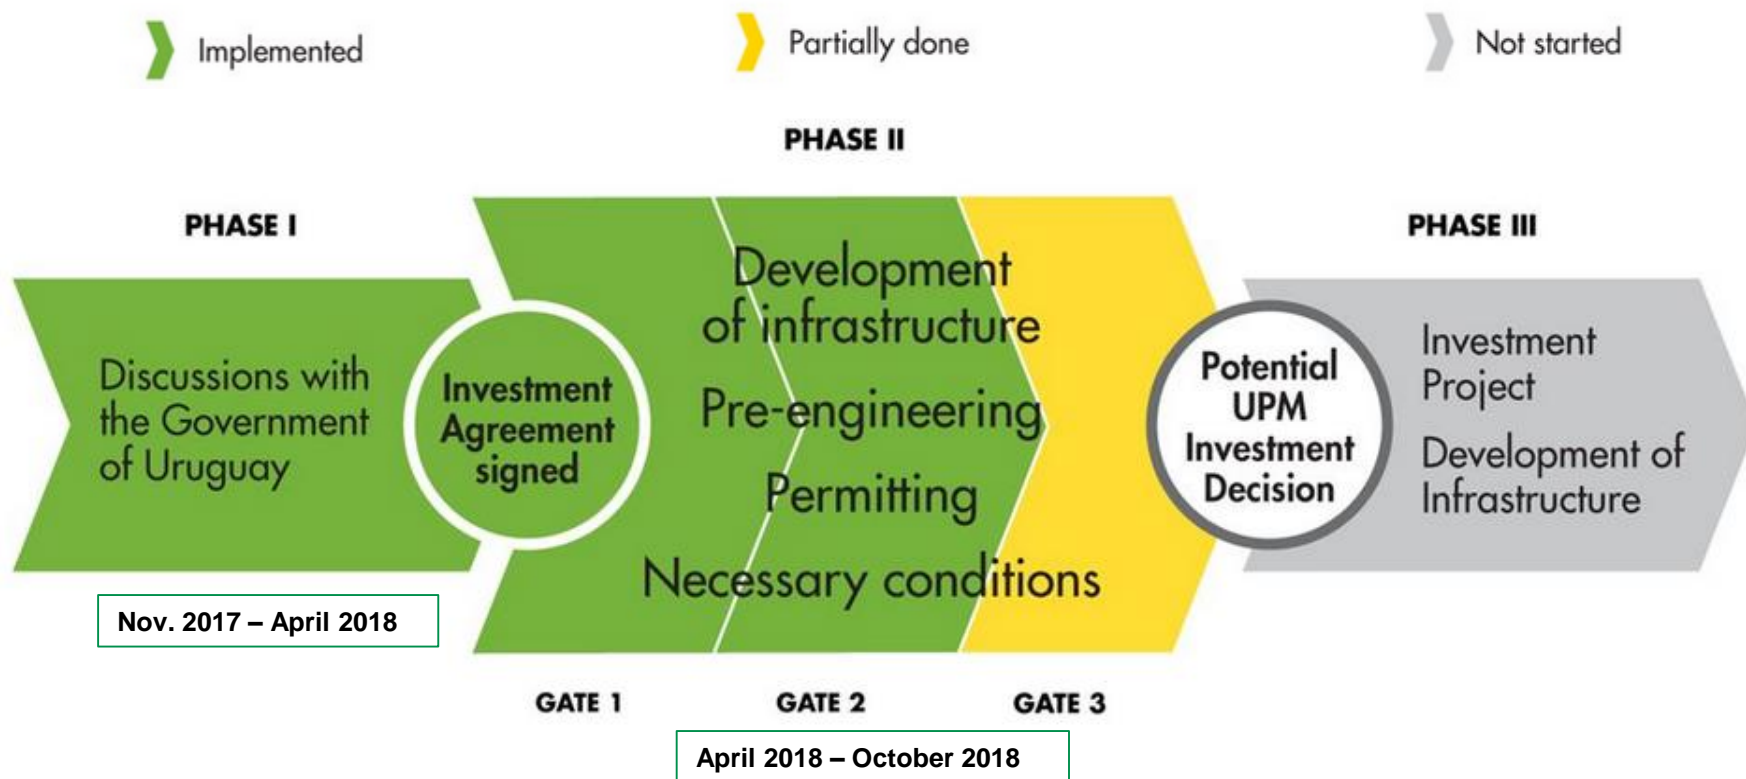 Implemented
Partially done
Not started
PHASE II
PHASE I
PHASE III
Discussions with
the Government
of Uruguay
Investment
Agreement
signed
Development
of infrastructure
Pre-engineering
Permitting
Necessary conditions
Potential
UPM
Investment
Decision
Investment
Project
Development of
Infrastructure
Nov. 2017 – April 2018
GATE 1
GATE 2
GATE 3
April 2018 – October 2018